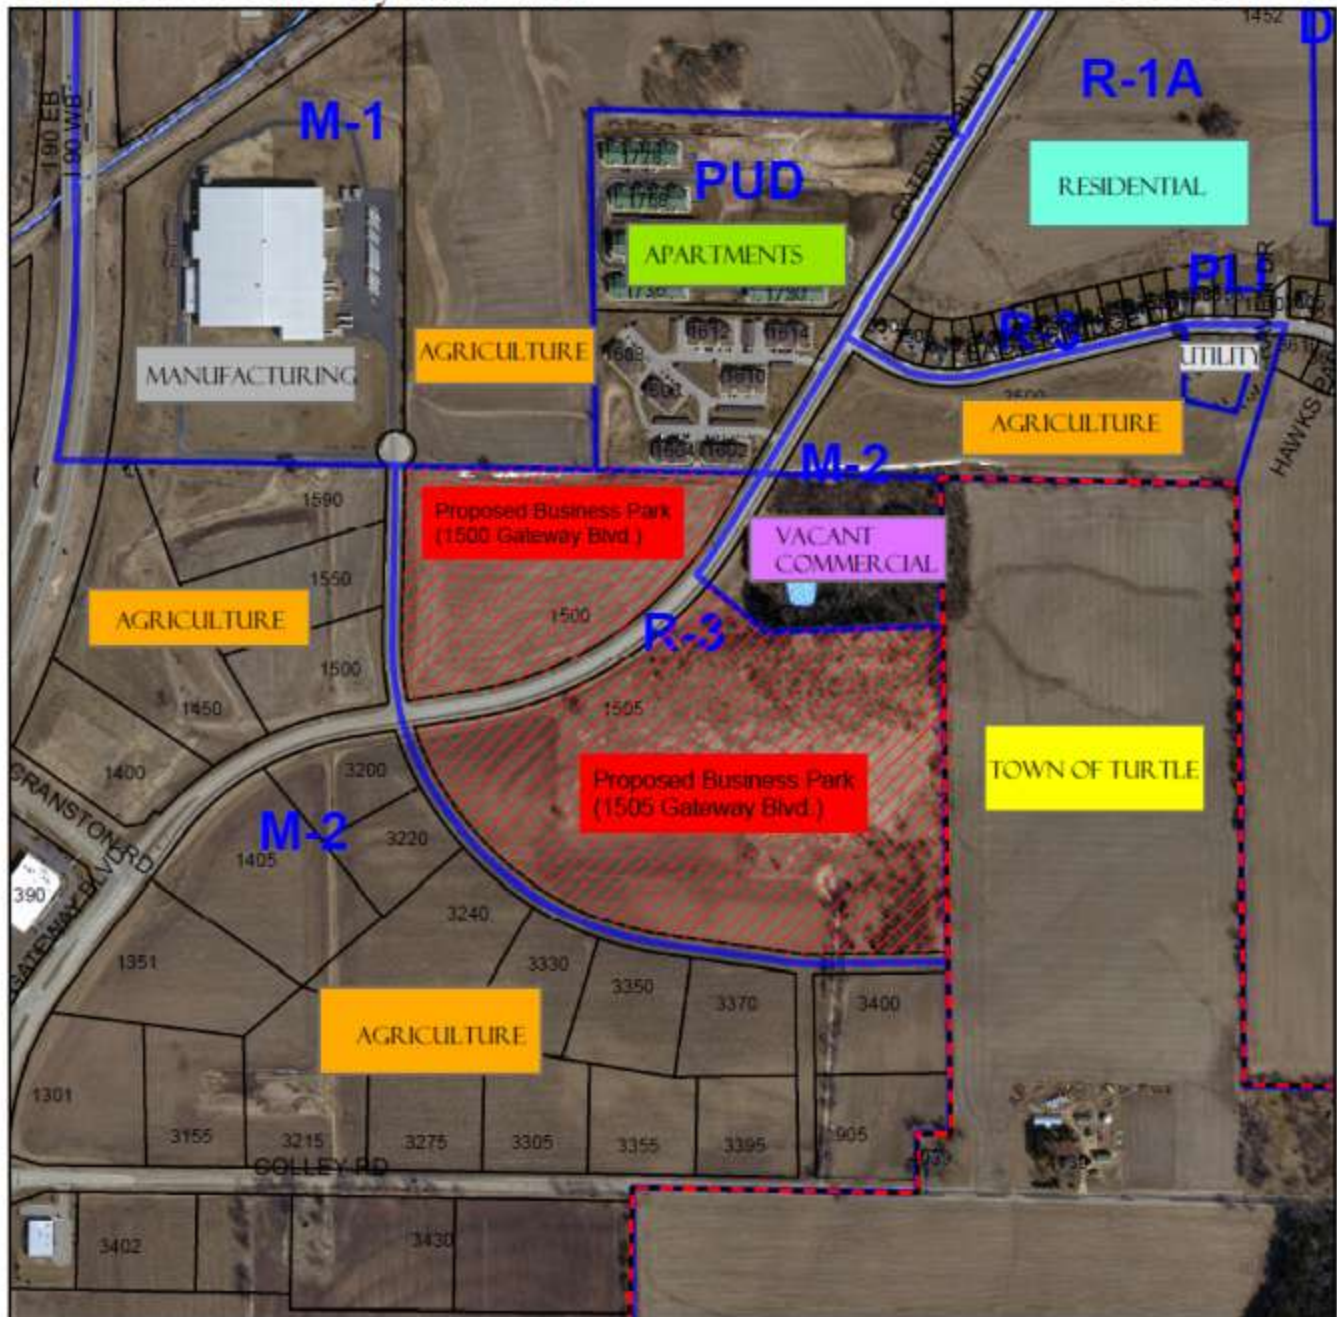 1452
D
R-1A
I 90 EB
I 90 WB
M-1
GATEWAY BLVD
1778
PUD
1758
RESIDENTIAL
APARTMENTS
PLI
1736
1790
AGRICULTURE
1612
1614
R-3
UTILITY
MANUFACTURING
1610
AGRICULTURE
HAWKS
1604
1602
M-2
1590
Proposed Business Park
(1500 Gateway Blvd.)
VACANT
COMMERCIAL
1550
AGRICULTURE
1500
R-3
1500
1450
1505
1400
3200
TOWN OF TURTLE
Proposed Business Park
(1505 Gateway Blvd.)
CRANSTON RD
M-2
3220
1405
390
GATEWAY BLVD
3240
1351
3330
3350
3370
3400
AGRICULTURE
1301
3155
3215
3275
3305
3355
3395
905
COLLEY RD
3402
3430